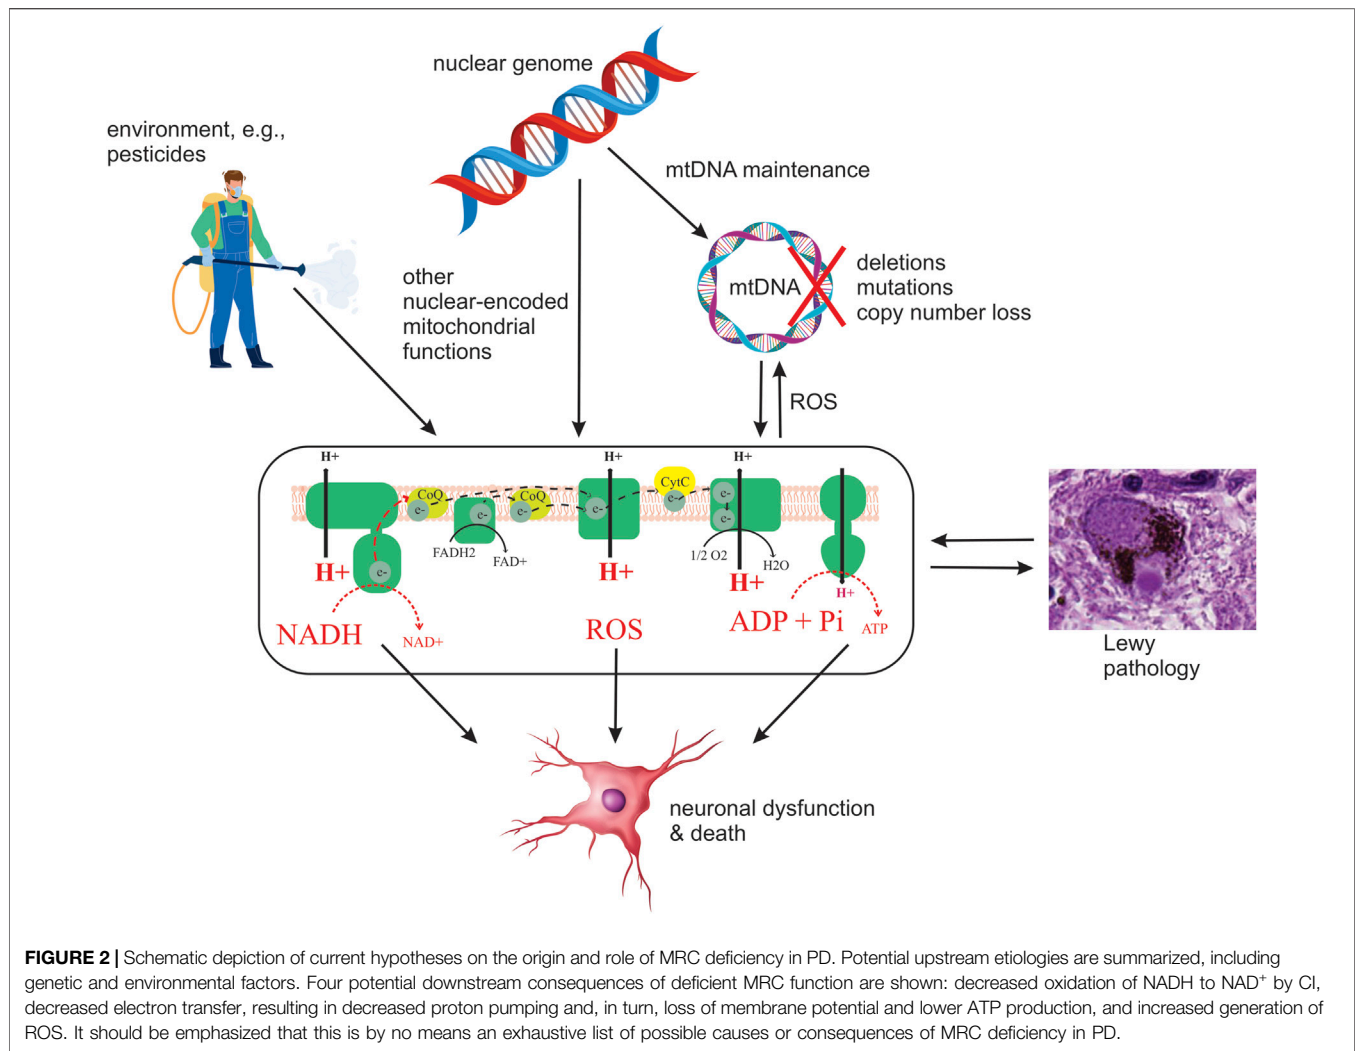 nuclear genome
environment, e.g.,
pesticides
mtDNA maintenance
other
nuclear-encoded
mitochondrial
functions
mtDNA
deletions
mutations
copy number loss
ROS
H+
H+
H+
CoQ
e-
e-
CoQ
e-
e-
CytC
e-
e-
e-
e-
FADH2
FAD+
1/2 O2
H2O
H+
H+
H+
H+
NADH
NAD+
ROS
ADP + Pi
ATP
Lewy
pathology
neuronal dysfunction
& death
FIGURE 2 | Schematic depiction of current hypotheses on the origin and role of MRC deficiency in PD. Potential upstream etiologies are summarized, including
genetic and environmental factors. Four potential downstream consequences of deficient MRC function are shown: decreased oxidation of NADH to NAD⁺ by CI,
decreased electron transfer, resulting in decreased proton pumping and, in turn, loss of membrane potential and lower ATP production, and increased generation of
ROS. It should be emphasized that this is by no means an exhaustive list of possible causes or consequences of MRC deficiency in PD.